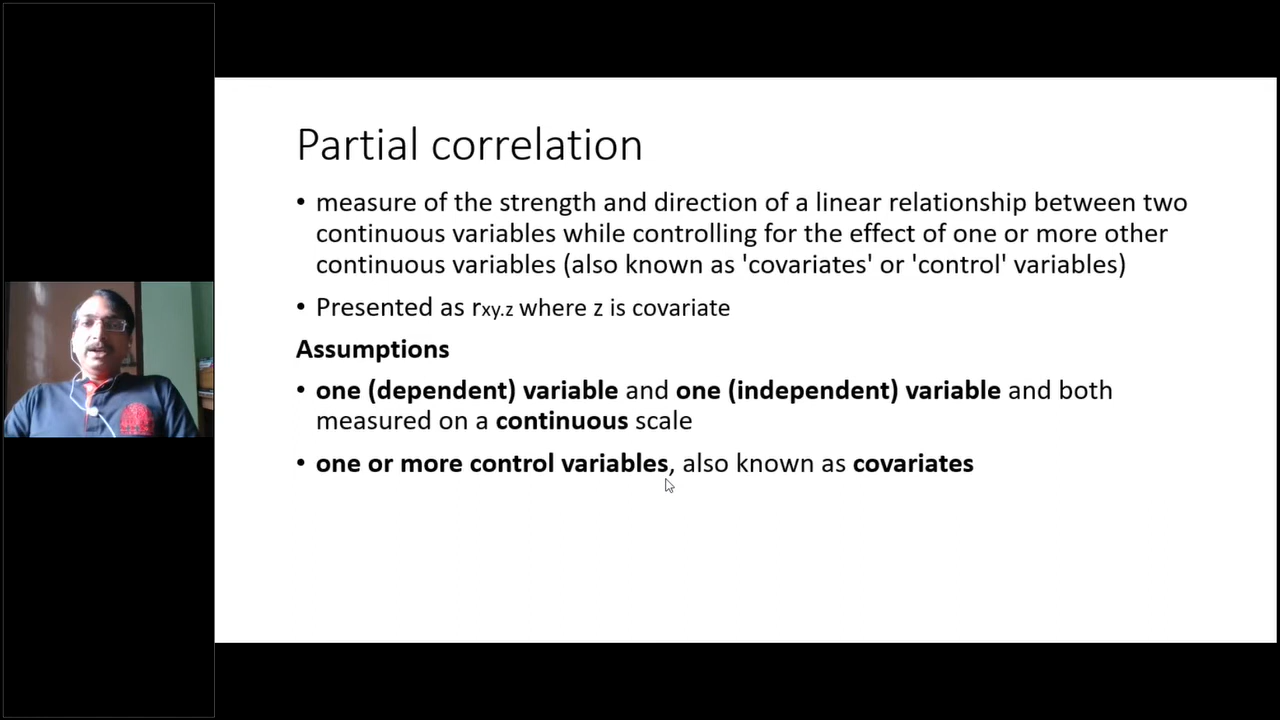 Partial correlation
• measure of the strength and direction of a linear relationship between two
continuous variables while controlling for the effect of one or more other
continuous variables (also known as 'covariates' or 'control' variables)
• Presented as rxy.z where z is covariate
Assumptions
• one (dependent) variable and one (independent) variable and both
measured on a continuous scale
• one or more control variables, also known as covariates